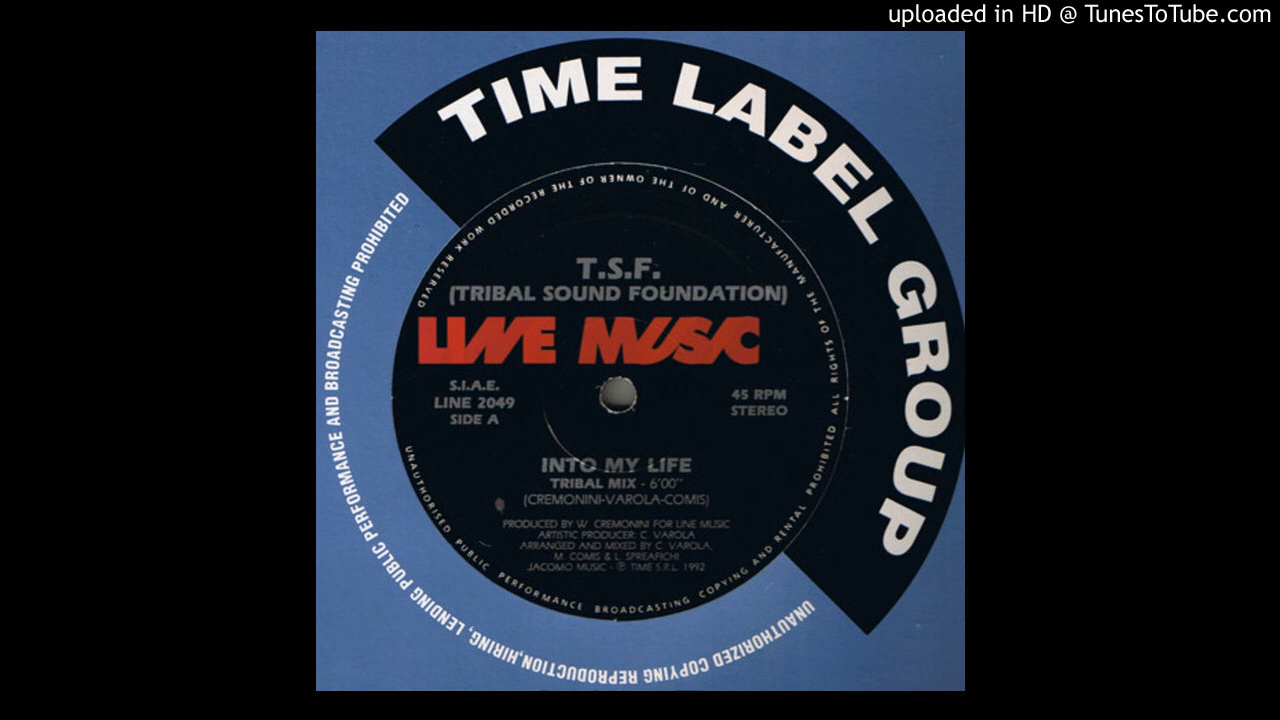 uploaded in HD @ TunesToTube.com
TIME LABEL GROUP
UNAUTHORIZED COPYING REPRODUCTION,HIRING, LENDING PUBLIC PERFORMANCE AND BROADCASTING PROHIBITED
ALL RIGHTS OF THE MANUFACTURER AND OF THE OWNER OF THE RECORDED WORK RESERVED
UNAUTHORISED PUBLIC PERFORMANCE BROADCASTING COPYING AND RENTAL PROHIBITED
T.S.F.
(TRIBAL SOUND FOUNDATION)
LINE MUSIC
S.I.A.E.
LINE 2049
SIDE A
45 RPM
STEREO
INTO MY LIFE
TRIBAL MIX - 6'00''
(CREMONINI-VAROLA-COMIS)
PRODUCED BY W. CREMONINI FOR LINE MUSIC
ARTISTIC PRODUCER: C. VAROLA
ARRANGED AND MIXED BY C. VAROLA,
M. COMIS & L. SPREAFICHI
JACOMO MUSIC - ℗ TIME S.R.L. 1992